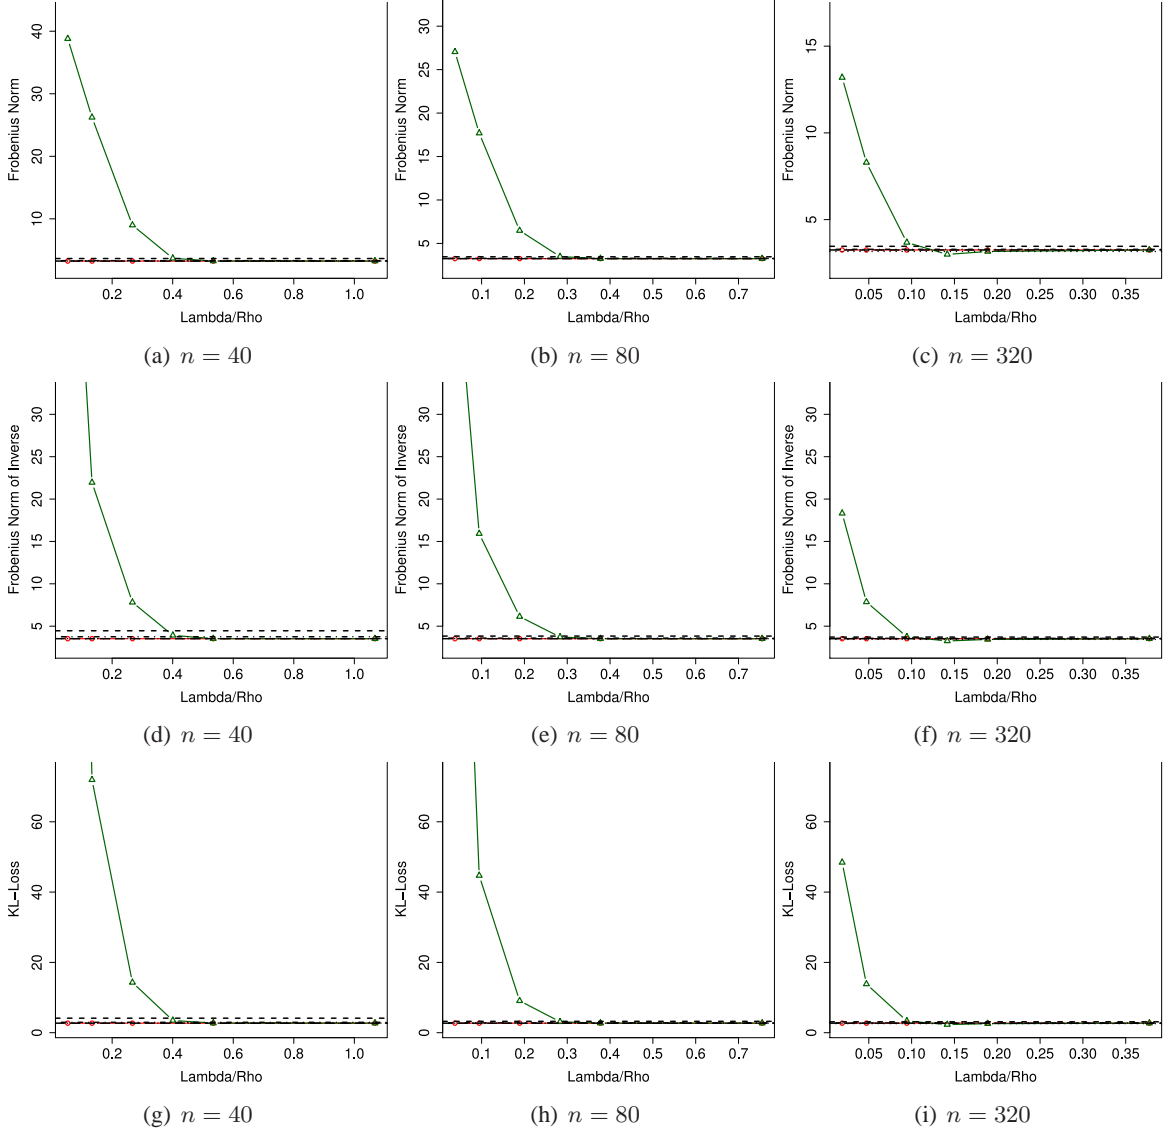 Frobenius Norm
40
30
20
10
0.2 0.4 0.6 0.8 1.0
Lambda/Rho
(a) n = 40
Frobenius Norm
30
25
20
15
10
5
0.1 0.2 0.3 0.4 0.5 0.6 0.7
Lambda/Rho
(b) n = 80
Frobenius Norm
15
10
5
0.05 0.10 0.15 0.20 0.25 0.30 0.35
Lambda/Rho
(c) n = 320
Frobenius Norm of Inverse
30
25
20
15
10
5
0.2 0.4 0.6 0.8 1.0
Lambda/Rho
(d) n = 40
Frobenius Norm of Inverse
30
25
20
15
10
5
0.1 0.2 0.3 0.4 0.5 0.6 0.7
Lambda/Rho
(e) n = 80
Frobenius Norm of Inverse
30
25
20
15
10
5
0.05 0.10 0.15 0.20 0.25 0.30 0.35
Lambda/Rho
(f) n = 320
KL−Loss
60
40
20
0
0.2 0.4 0.6 0.8 1.0
Lambda/Rho
(g) n = 40
KL−Loss
60
40
20
0
0.1 0.2 0.3 0.4 0.5 0.6 0.7
Lambda/Rho
(h) n = 80
KL−Loss
60
40
20
0
0.05 0.10 0.15 0.20 0.25 0.30 0.35
Lambda/Rho
(i) n = 320